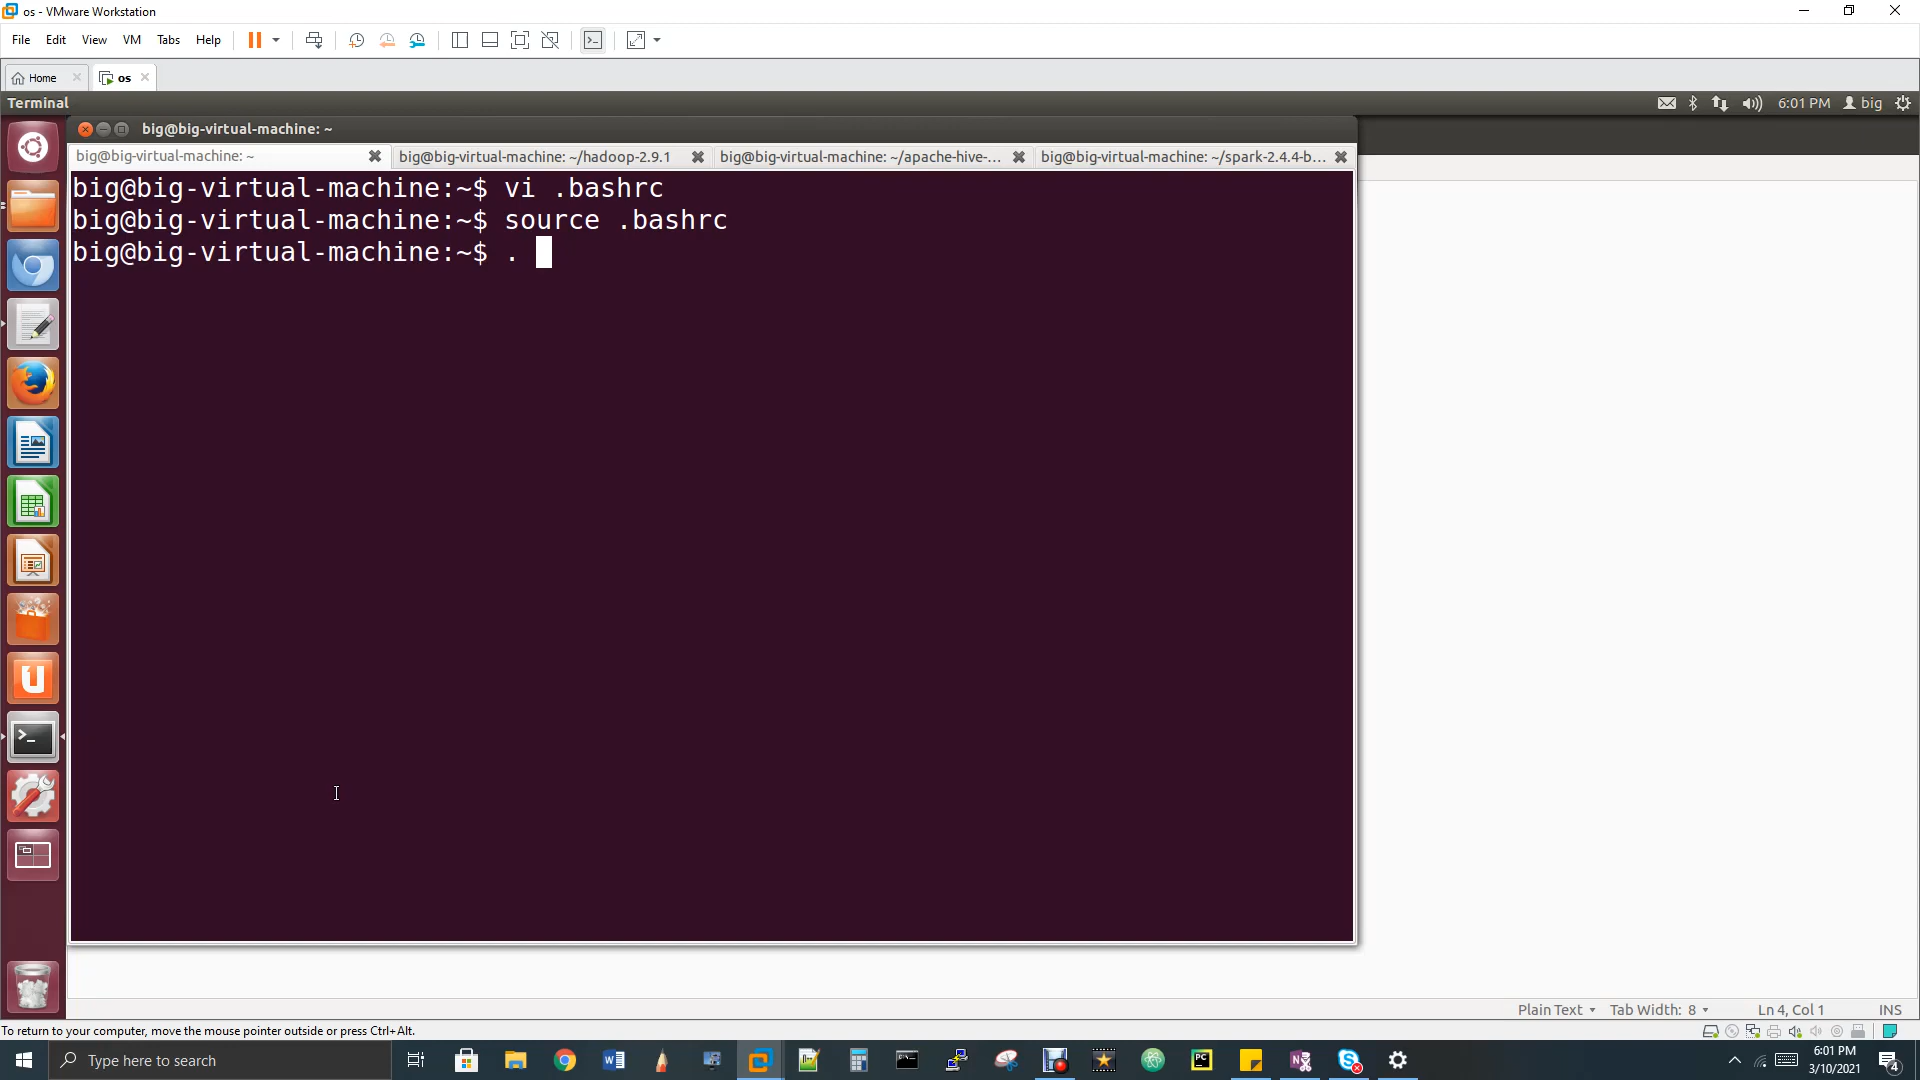 os - VMware Workstation
File Edit View VM Tabs Help
Home os
Terminal 6:01 PM big
big@big-virtual-machine: ~
big@big-virtual-machine: ~ big@big-virtual-machine: ~/hadoop-2.9.1 big@big-virtual-machine: ~/apache-hive-... big@big-virtual-machine: ~/spark-2.4.4-b...
big@big-virtual-machine:~$ vi .bashrc
big@big-virtual-machine:~$ source .bashrc
big@big-virtual-machine:~$ .
Plain Text Tab Width: 8 Ln 4, Col 1 INS
To return to your computer, move the mouse pointer outside or press Ctrl+Alt.
Type here to search
6:01 PM
3/10/2021
4